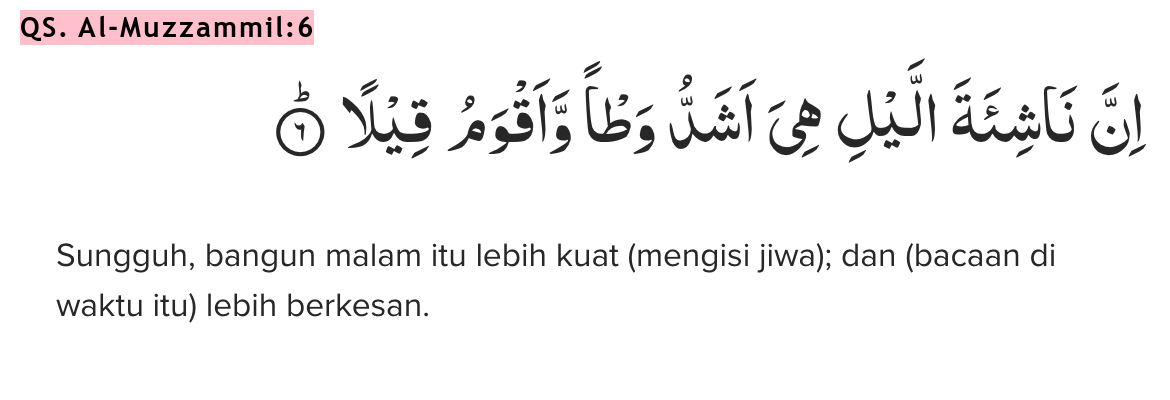 QS. Al-Muzzammil:6
اِنَّ نَاشِئَةَ الَّيْلِ هِيَ اَشَدُّ وَطْاً وَّاَقْوَمُ قِيْلًاۗ ٦
Sungguh, bangun malam itu lebih kuat (mengisi jiwa); dan (bacaan di
waktu itu) lebih berkesan.